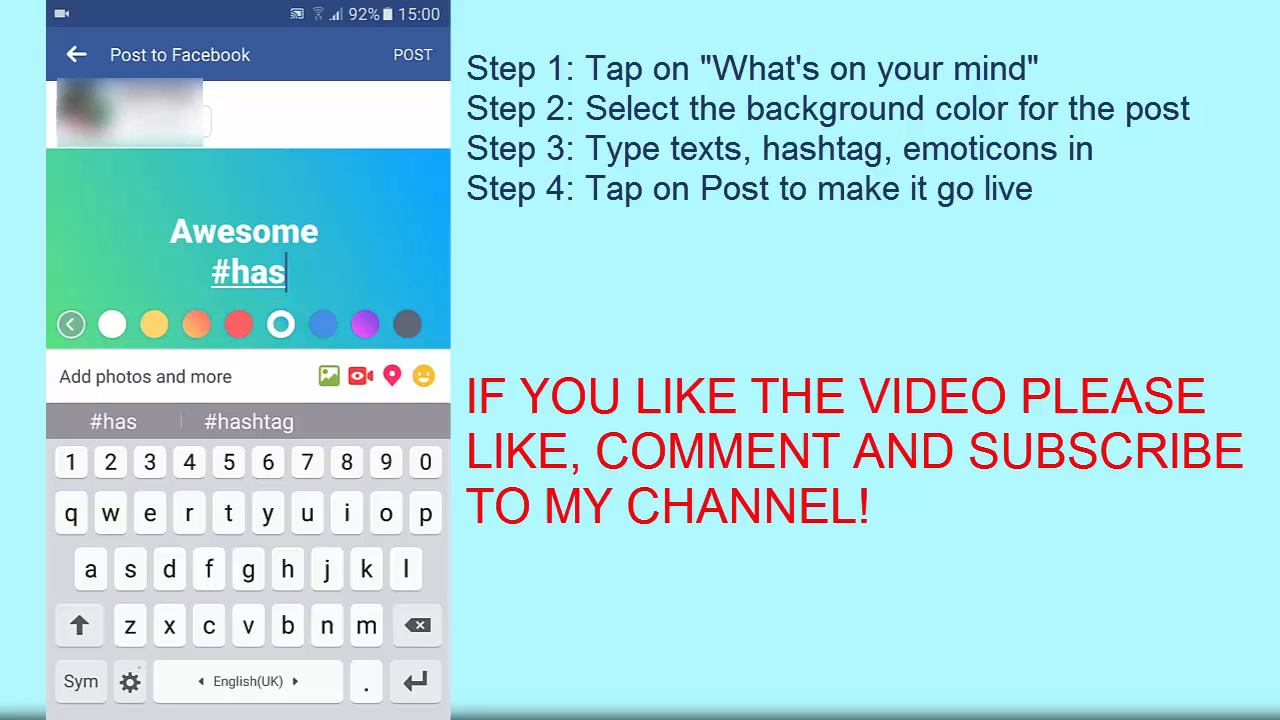 92% 15:00
Post to Facebook POST
Awesome
#has
Add photos and more
#has #hashtag
1 2 3 4 5 6 7 8 9 0
q w e r t y u i o p
a s d f g h j k l
z x c v b n m
Sym English(UK) .
Step 1: Tap on "What's on your mind"
Step 2: Select the background color for the post
Step 3: Type texts, hashtag, emoticons in
Step 4: Tap on Post to make it go live
IF YOU LIKE THE VIDEO PLEASE
LIKE, COMMENT AND SUBSCRIBE
TO MY CHANNEL!